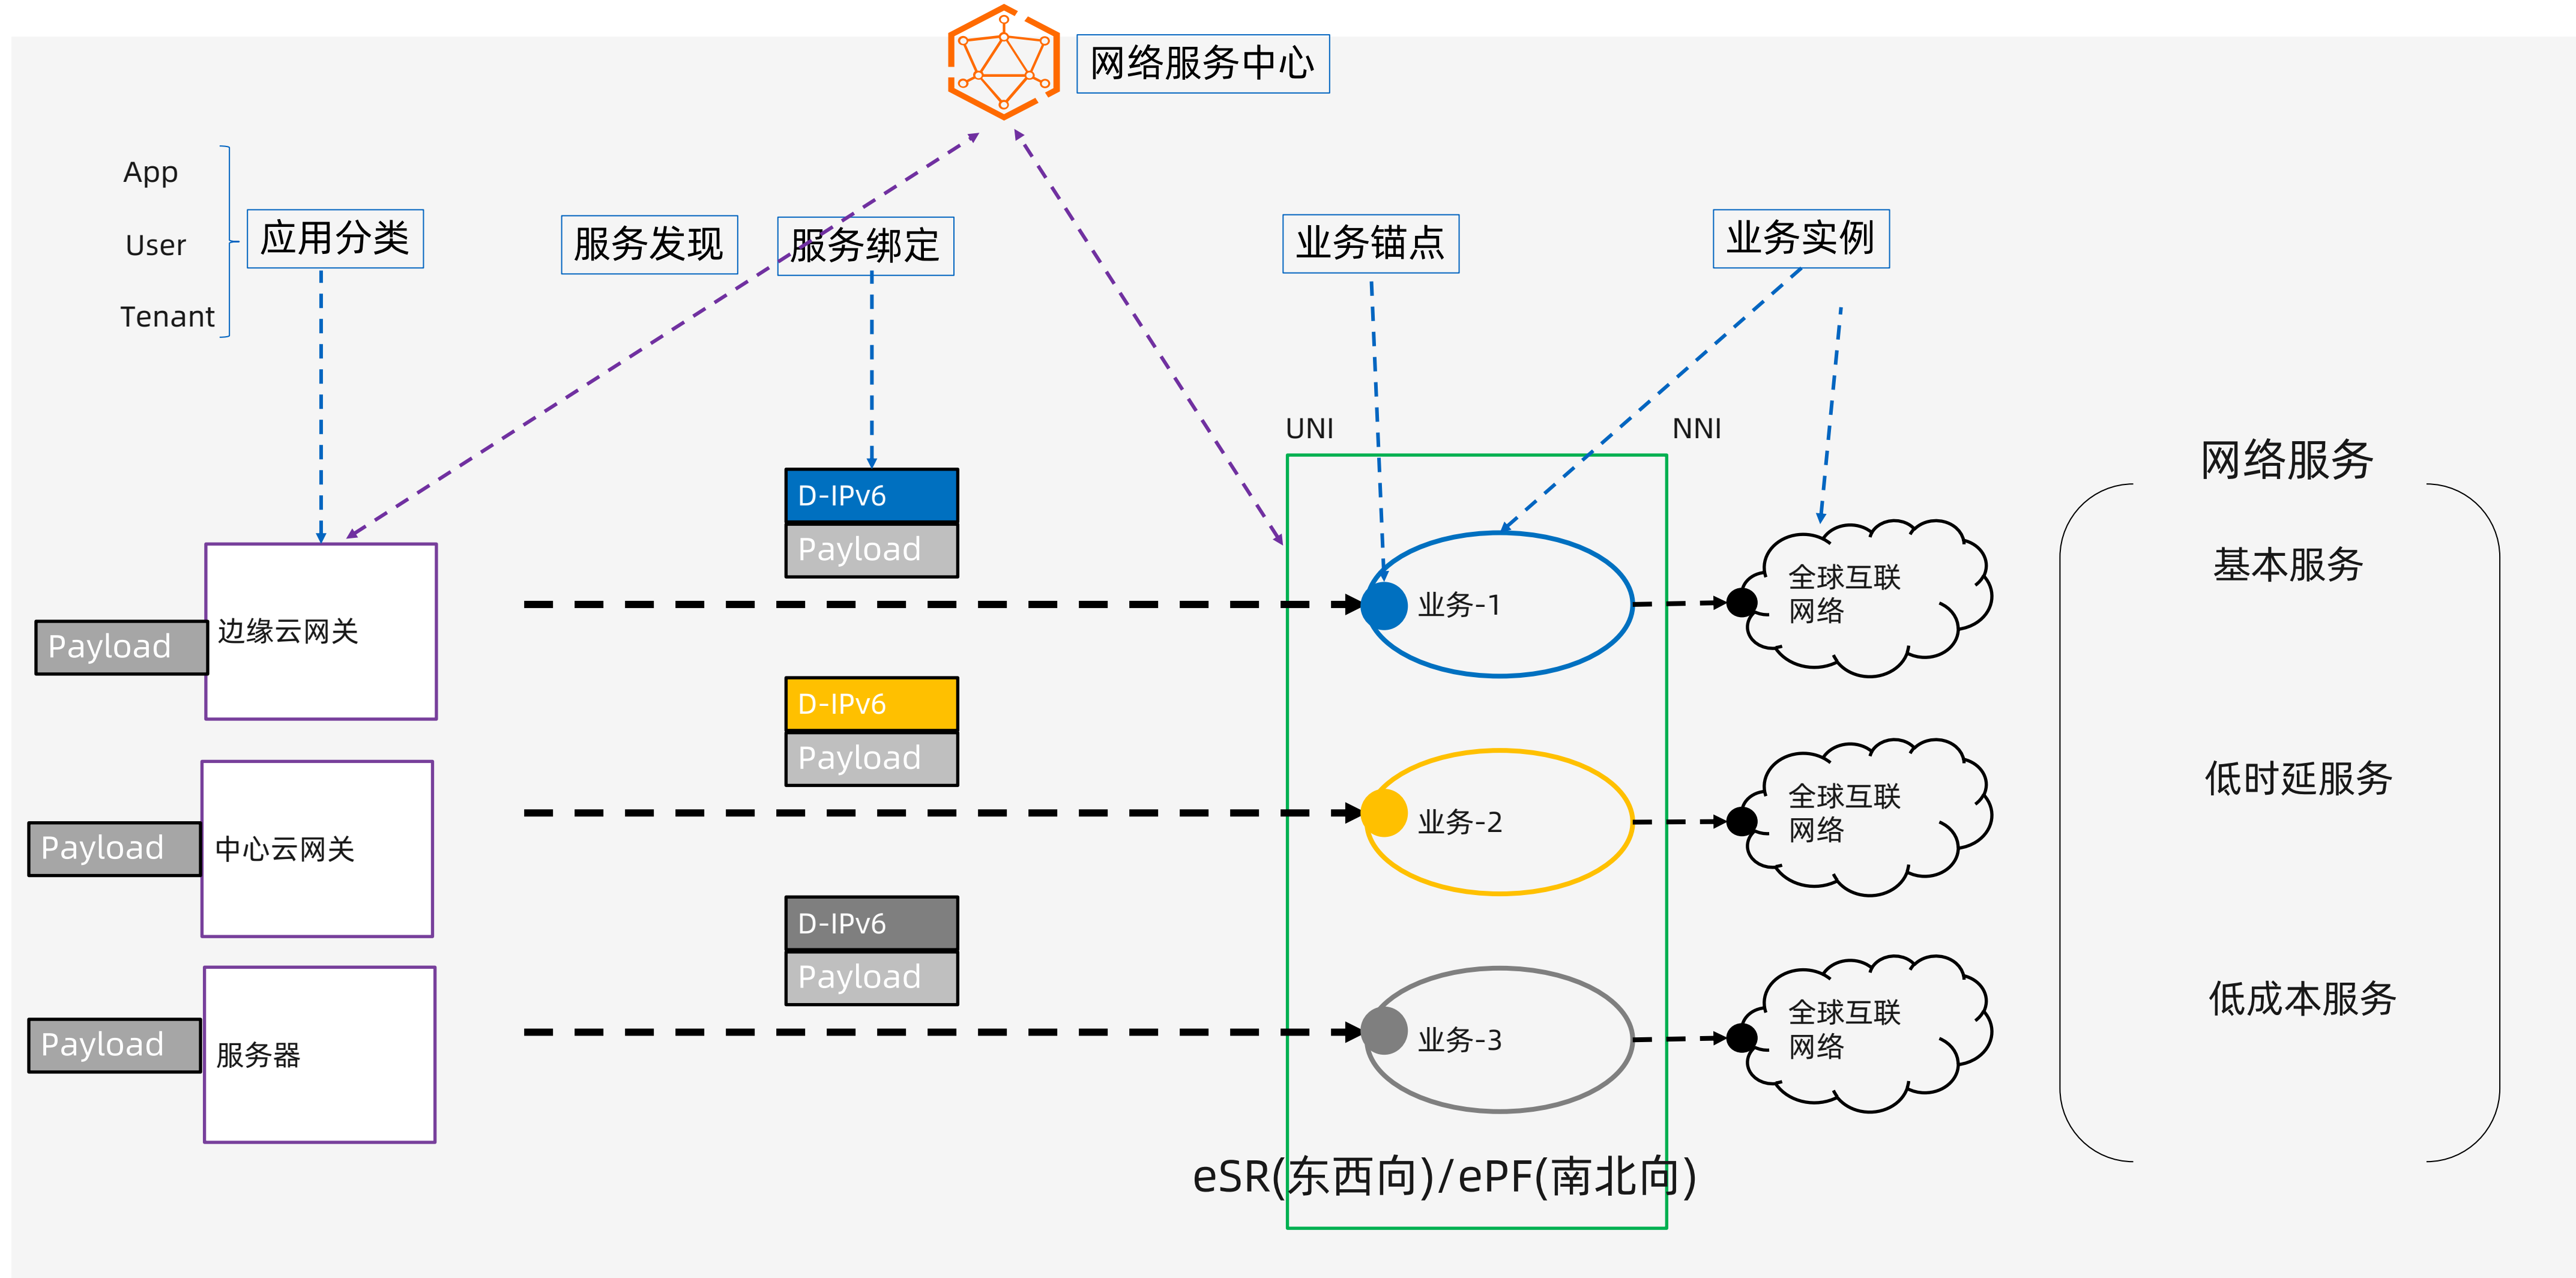 网络服务中心
App
User
Tenant
应用分类
服务发现
服务绑定
业务锚点
业务实例
UNI
NNI
网络服务
D-IPv6
Payload
Payload
边缘云网关
业务-1
全球互联
网络
基本服务
D-IPv6
Payload
Payload
中心云网关
业务-2
全球互联
网络
低时延服务
D-IPv6
Payload
Payload
服务器
业务-3
全球互联
网络
低成本服务
eSR(东西向)/ePF(南北向)